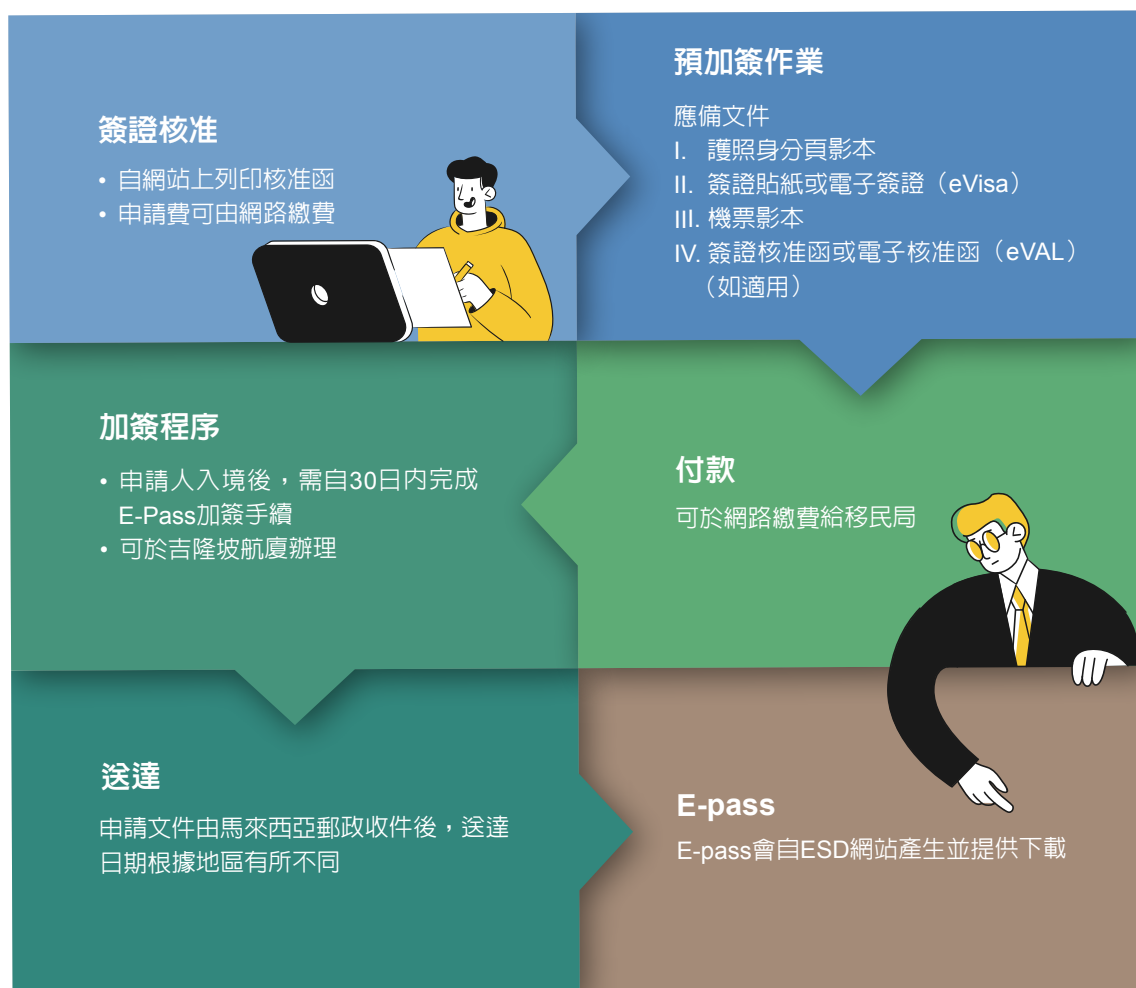 簽證核准
• 自網站上列印核准函
• 申請費可由網路繳費
預加簽作業
應備文件
I. 護照身分頁影本
II. 簽證貼紙或電子簽證（eVisa）
III. 機票影本
IV. 簽證核准函或電子核准函（eVAL）
（如適用）
付款
可於網路繳費給移民局
加簽程序
• 申請人入境後，需自30日內完成
E-Pass加簽手續
• 可於吉隆坡航廈辦理
送達
申請文件由馬來西亞郵政收件後，送達
日期根據地區有所不同
E-pass
E-pass會自ESD網站產生並提供下載